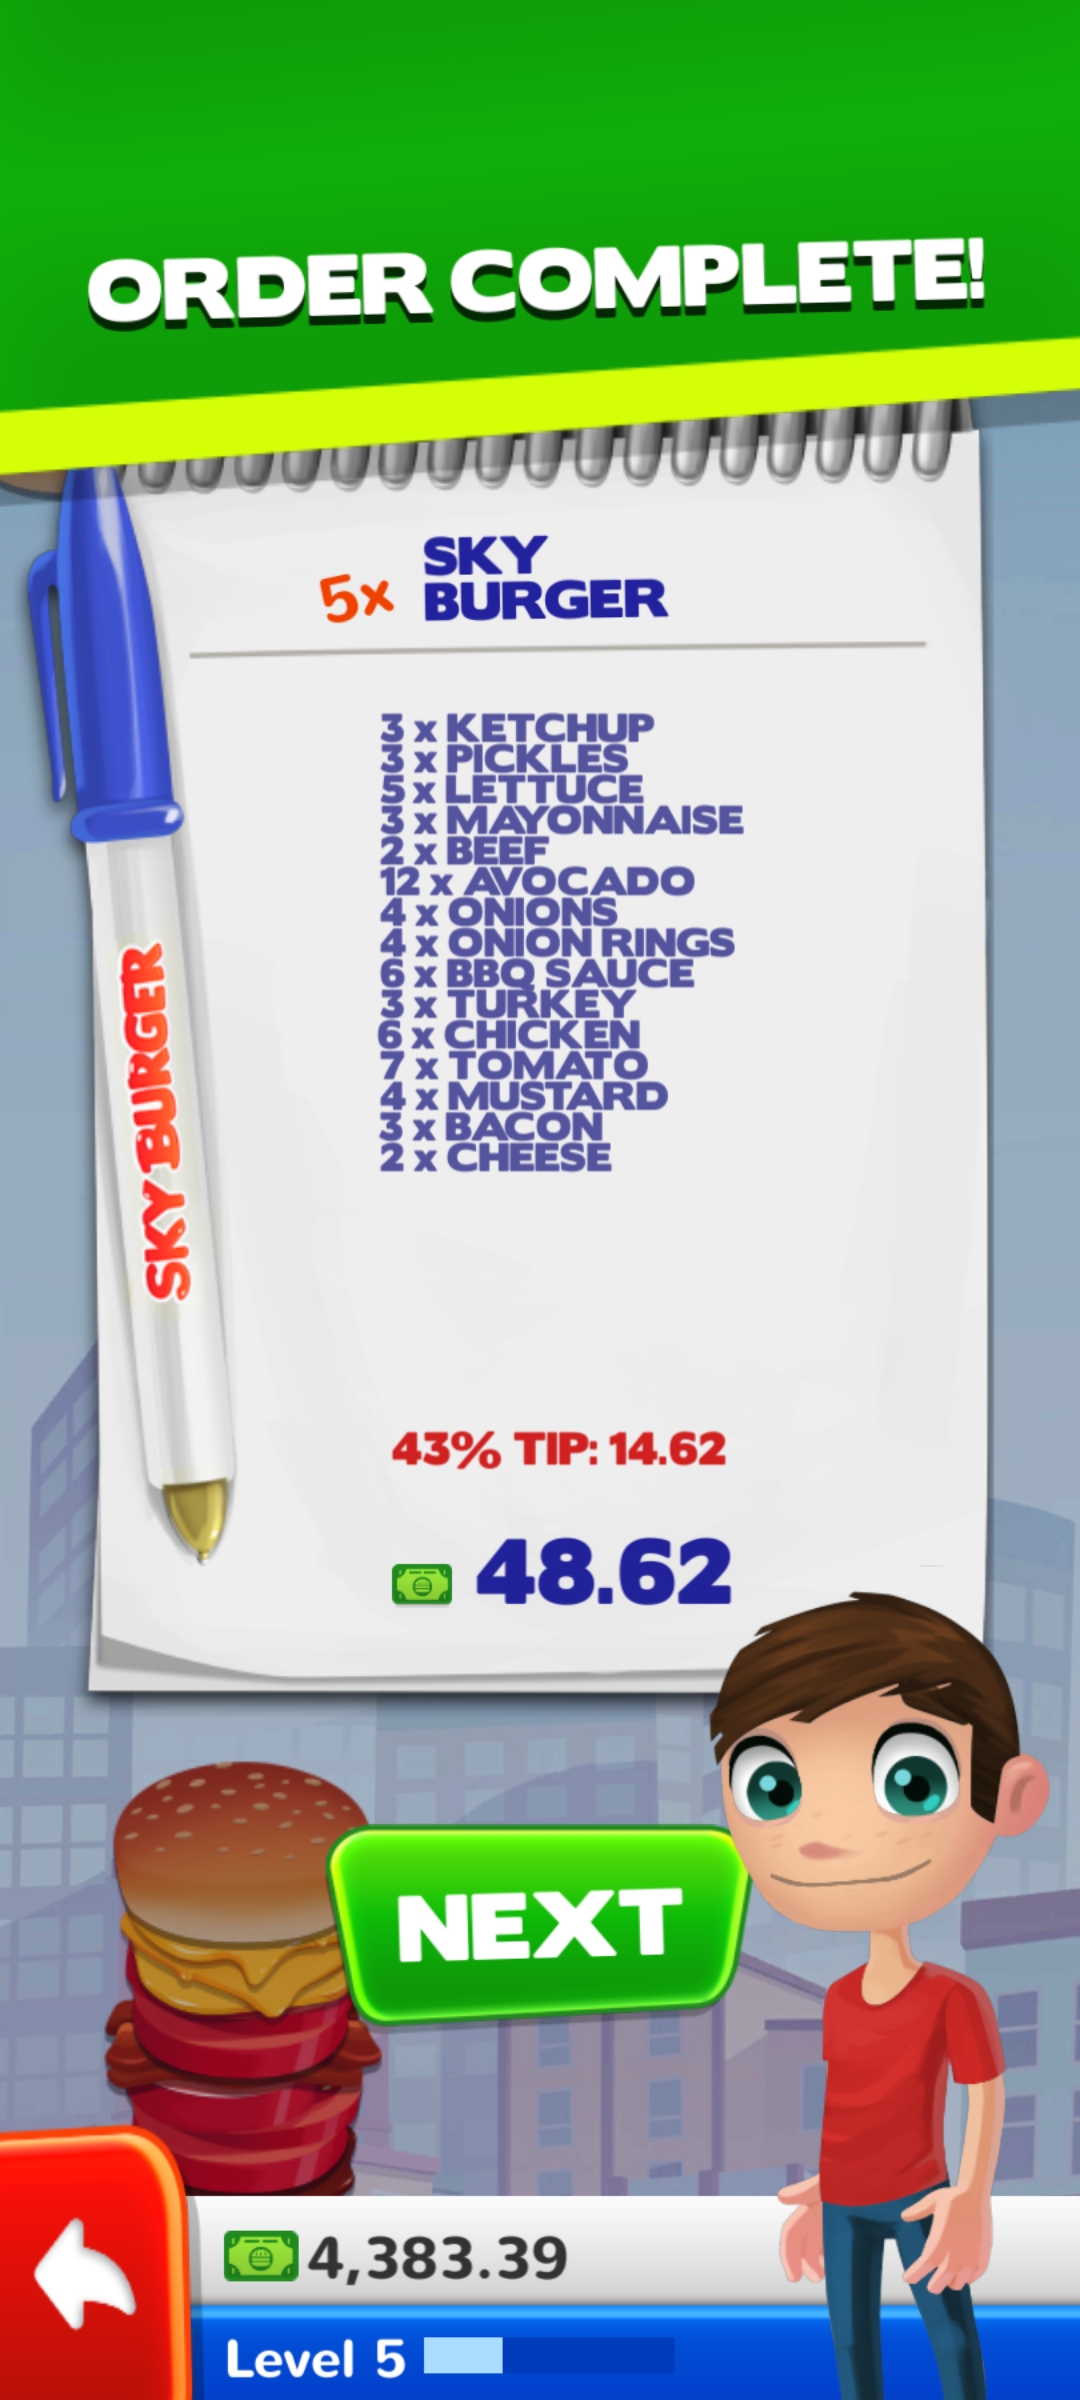 ORDER COMPLETE!
5x SKY
BURGER
3 x KETCHUP
3 x PICKLES
5 x LETTUCE
3 x MAYONNAISE
2 x BEEF
12 x AVOCADO
4 x ONIONS
4 x ONION RINGS
6 x BBQ SAUCE
3 x TURKEY
6 x CHICKEN
7 x TOMATO
4 x MUSTARD
3 x BACON
2 x CHEESE
SKY BURGER
43% TIP: 14.62
48.62
NEXT
4,383.39
Level 5